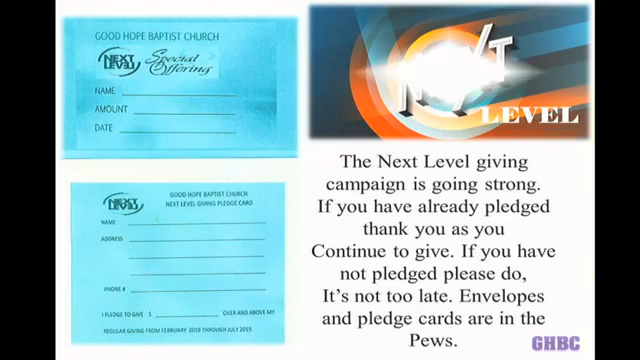 GOOD HOPE BAPTIST CHURCH
NEXT LEVEL Special Offering
NAME
AMOUNT
DATE
NEXT LEVEL
GOOD HOPE BAPTIST CHURCH
NEXT LEVEL GIVING PLEDGE CARD
NAME
ADDRESS
PHONE #
I PLEDGE TO GIVE $ OVER AND ABOVE MY
REGULAR GIVING FROM FEBRUARY 2019 THROUGH JULY 2019
NEXT
LEVEL
The Next Level giving
campaign is going strong.
If you have already pledged
thank you as you
Continue to give. If you have
not pledged please do,
It's not too late. Envelopes
and pledge cards are in the
Pews.
GHBC